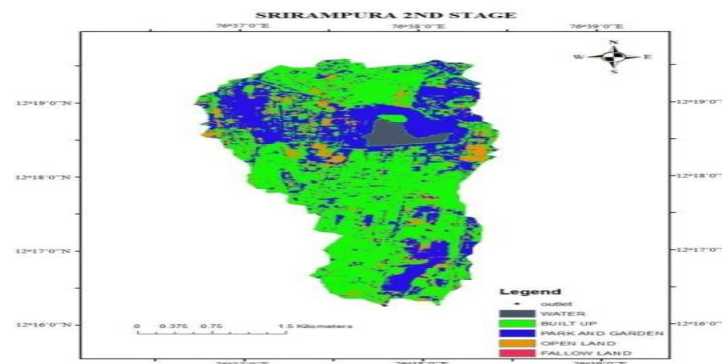 SRIRAMPURA 2ND STAGE
76°37'0"E 76°38'0"E 76°39'0"E
N
W E
S
12°19'0"N 12°19'0"N
12°18'0"N 12°18'0"N
12°17'0"N 12°17'0"N
12°16'0"N 12°16'0"N
Legend
outlet
WATER
BUILT UP
PARK AND GARDEN
OPEN LAND
FALLOW LAND
0 0.375 0.75 1.5 Kilometers